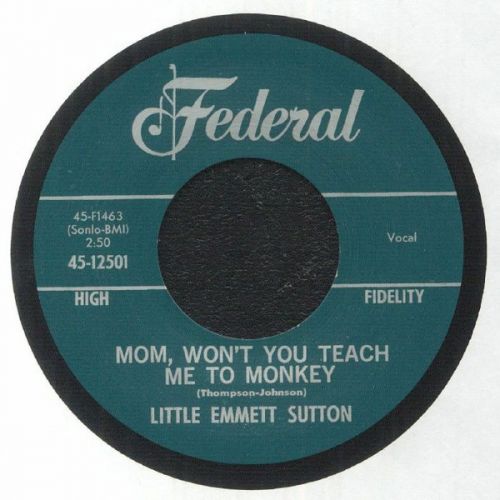 Federal
45-F1463
(Sonlo-BMI)
2:50
45-12501
Vocal
HIGH
FIDELITY
MOM, WON'T YOU TEACH
ME TO MONKEY
(Thompson-Johnson)
LITTLE EMMETT SUTTON